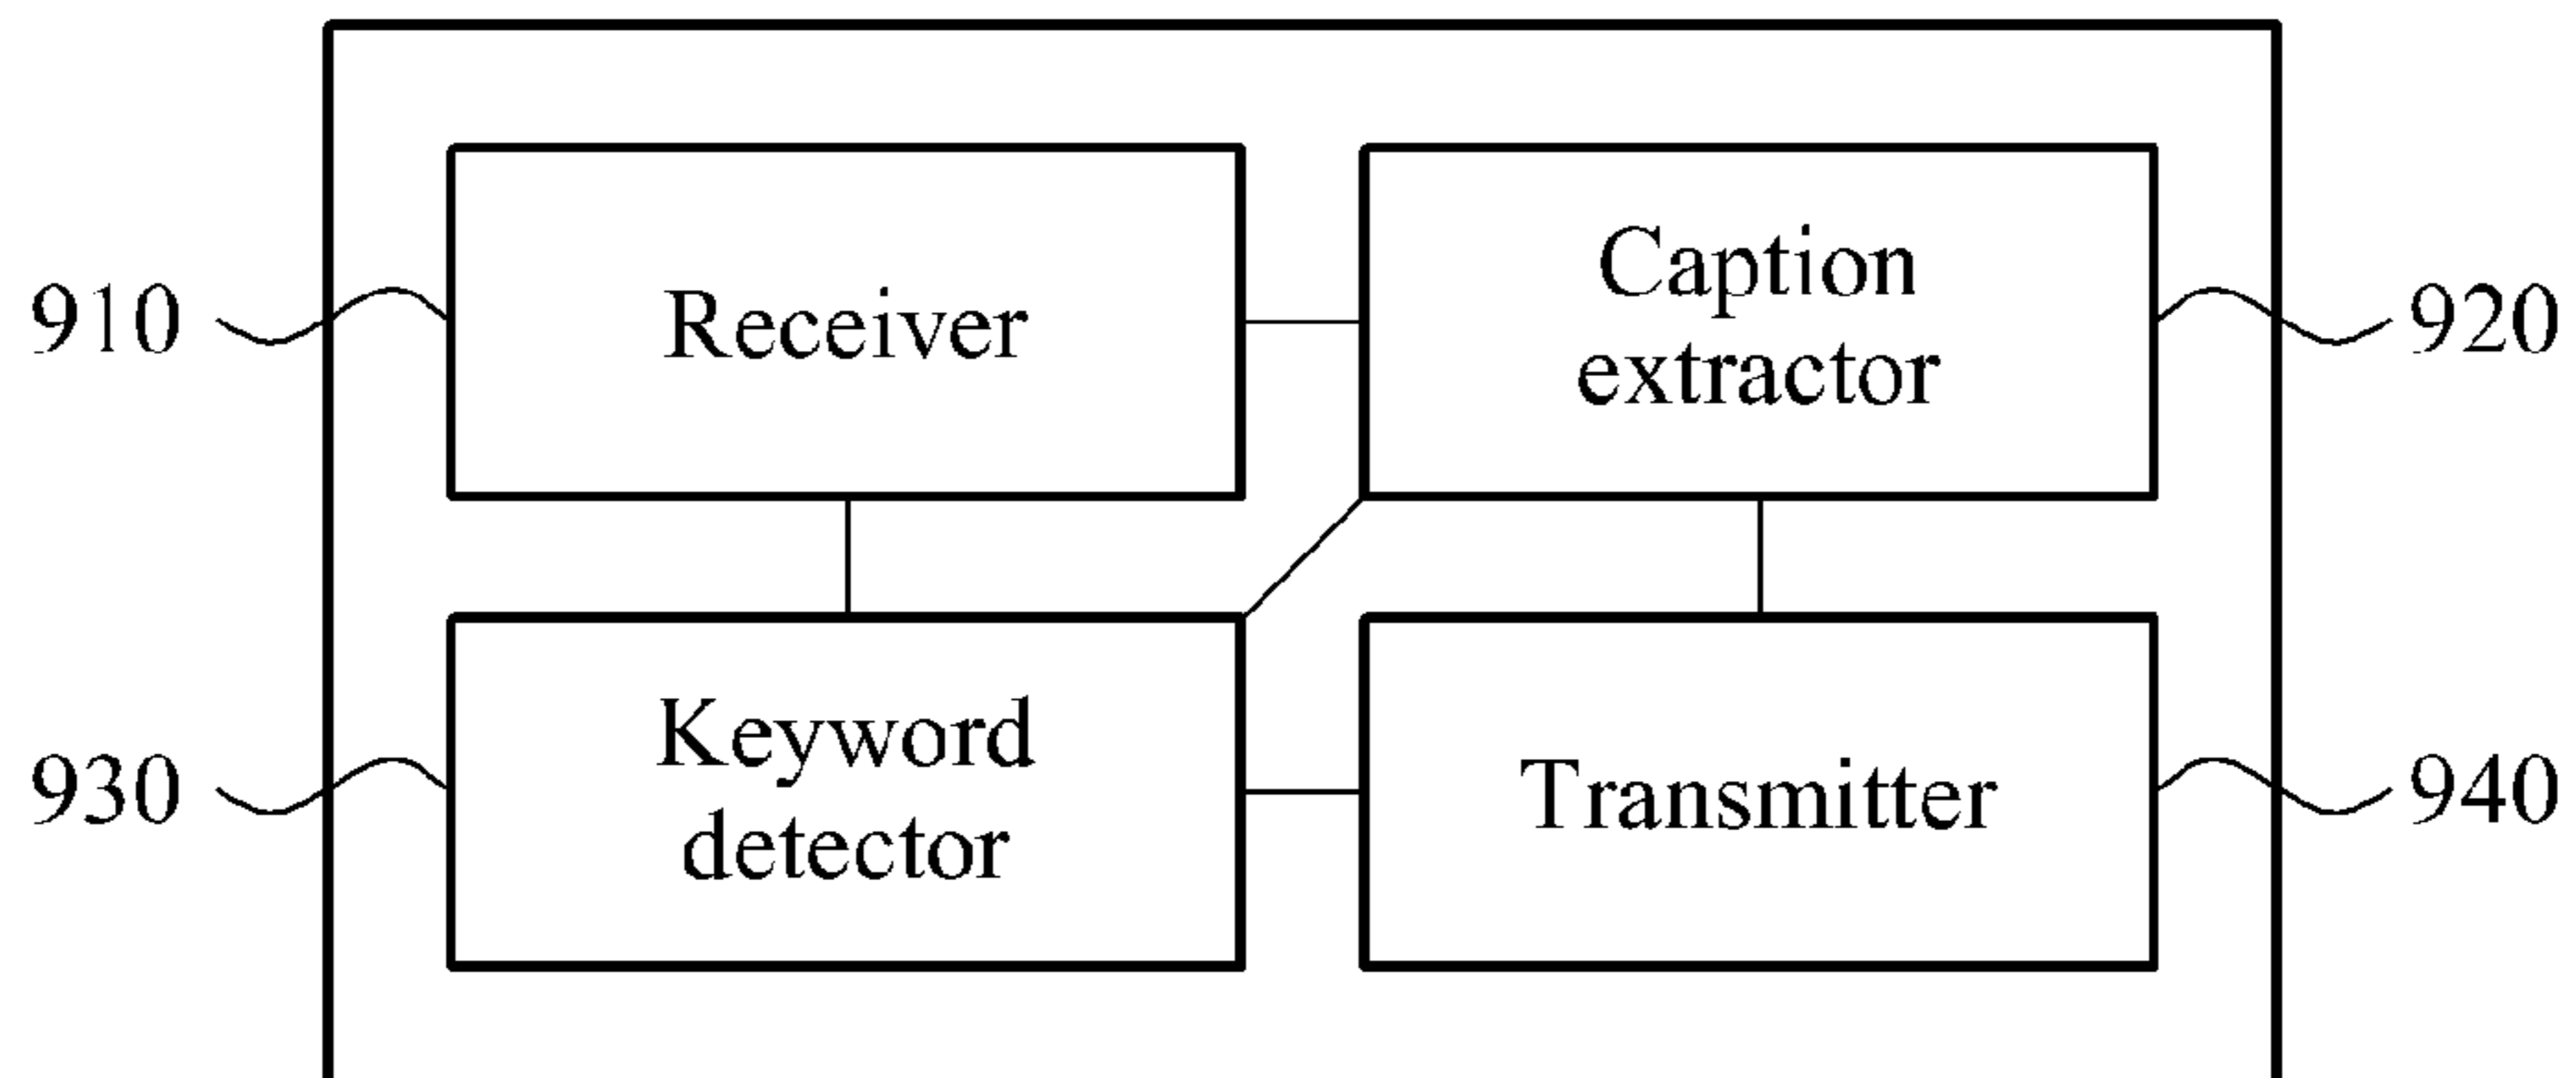 910
Receiver
Caption
extractor
920
930
Keyword
detector
Transmitter
940